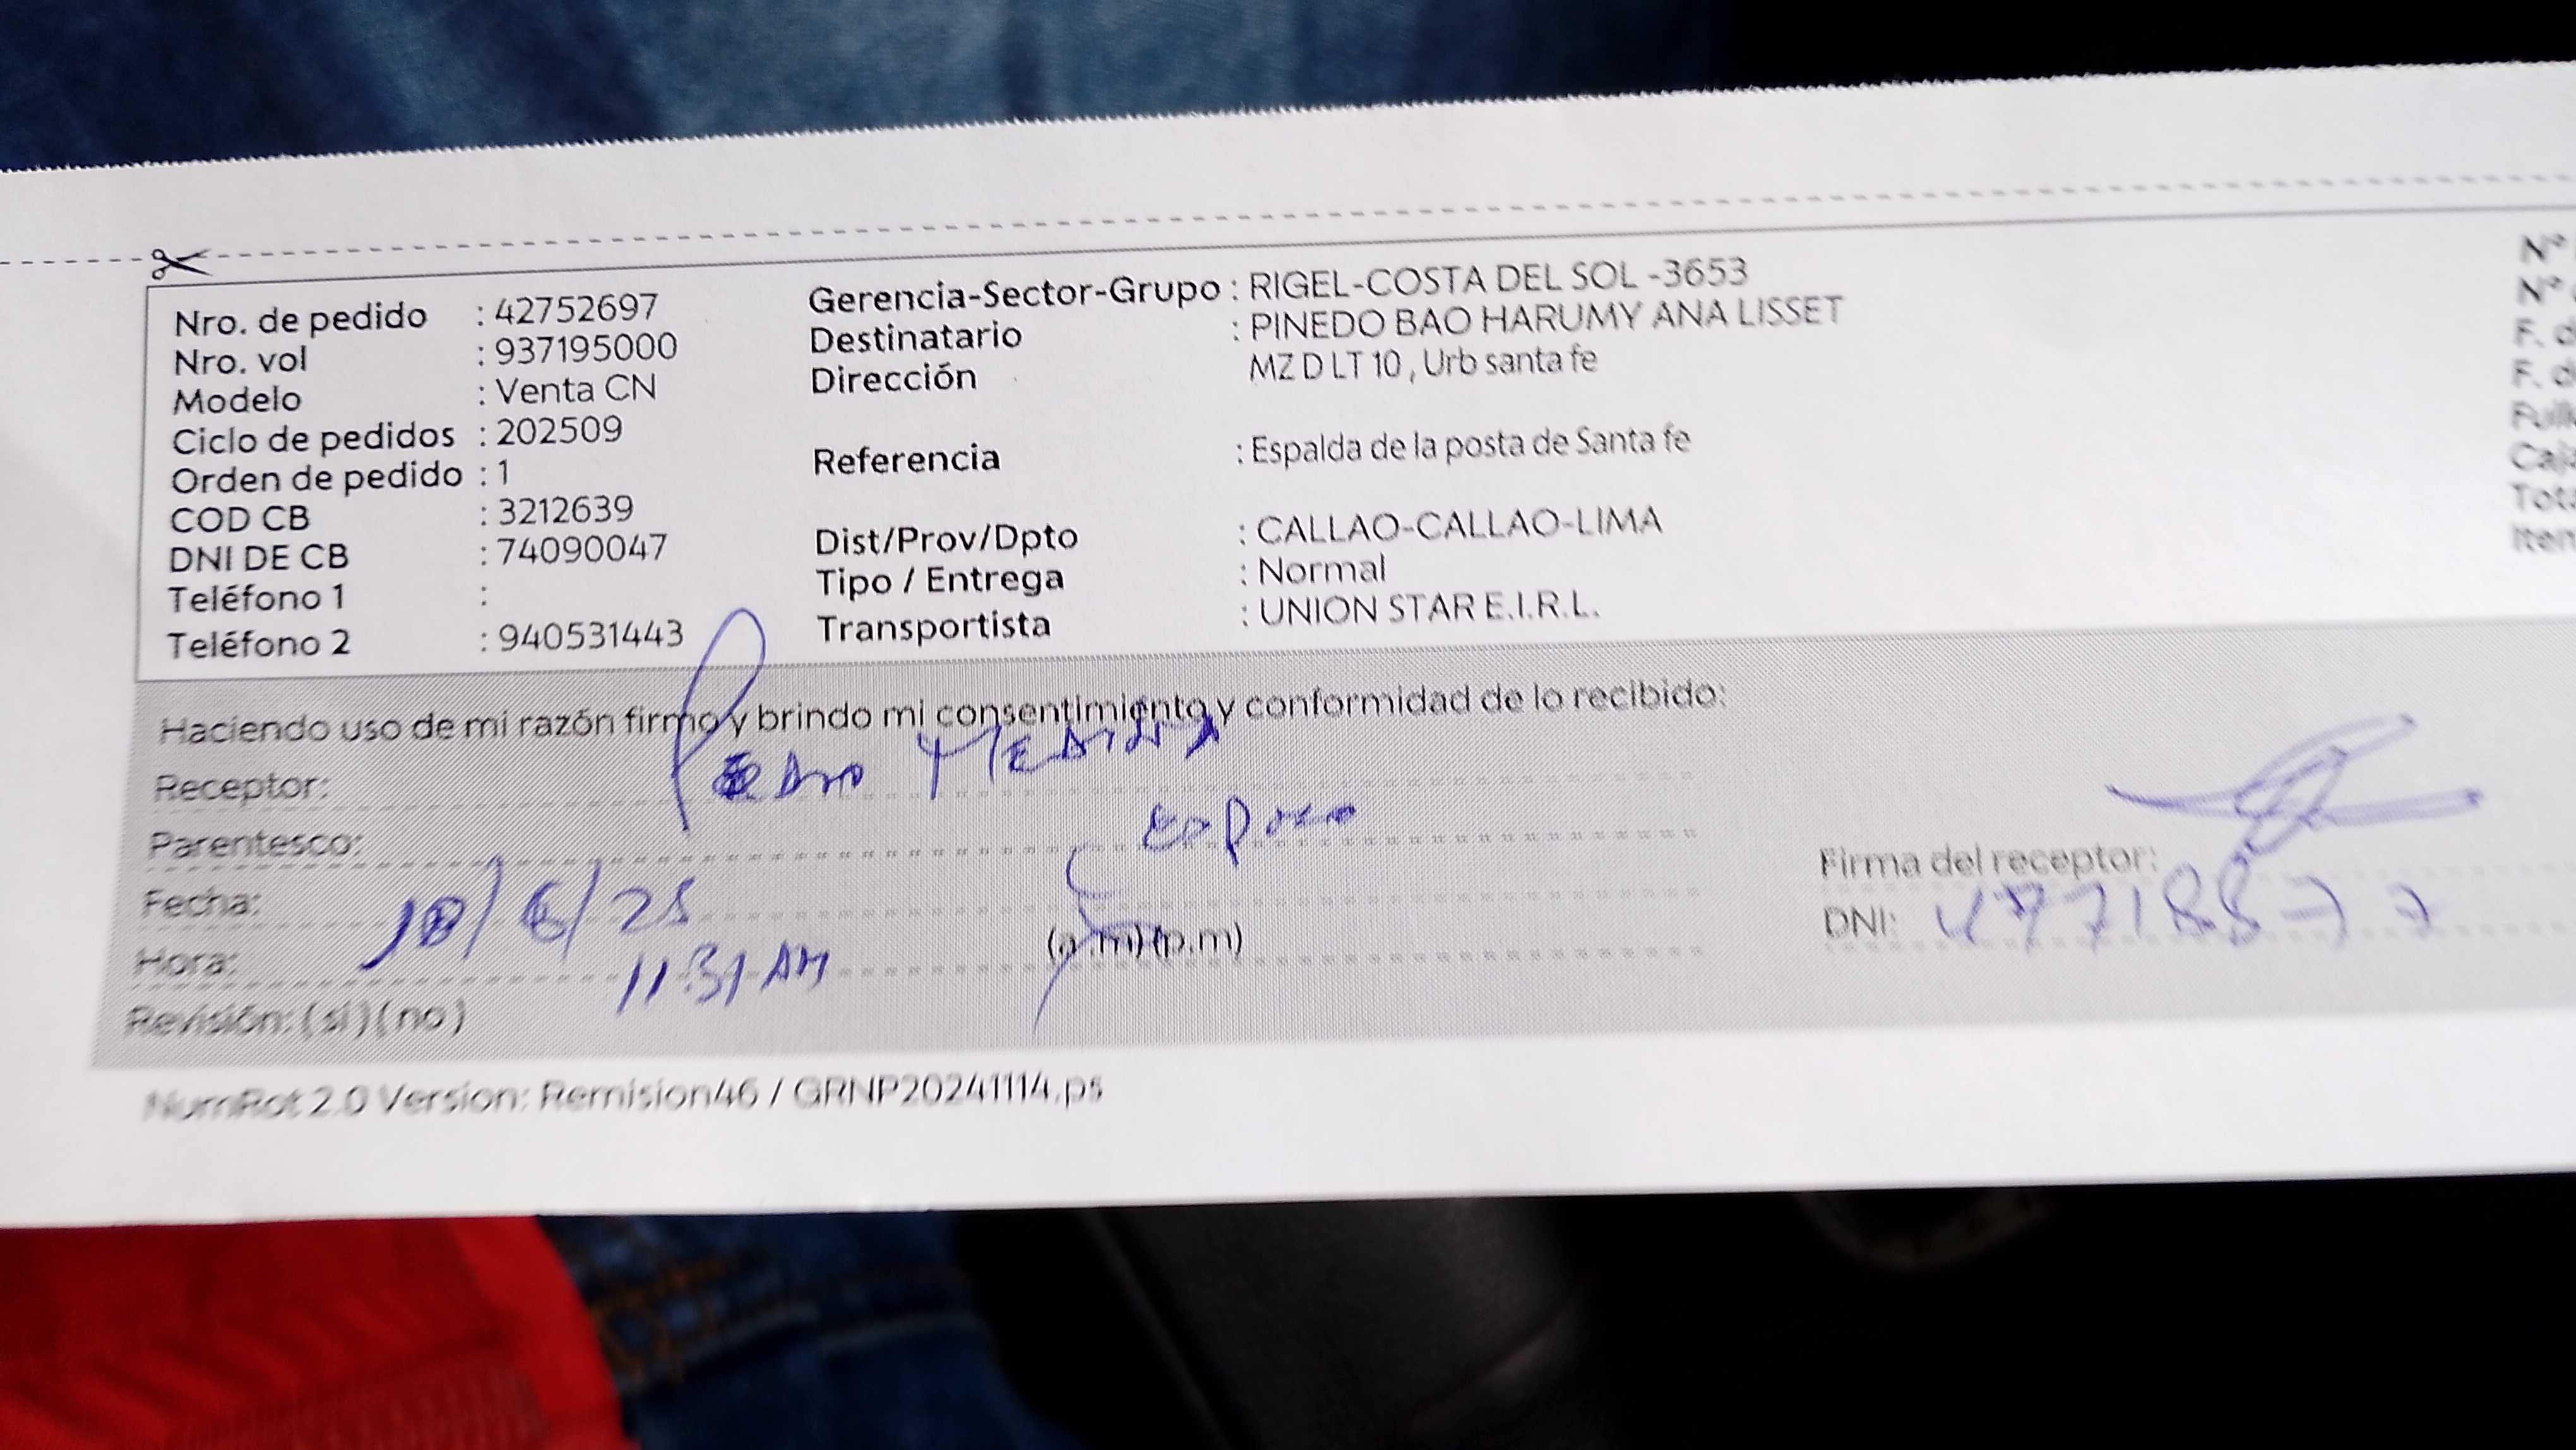 Nro. de pedido : 42752697
Nro. vol : 937195000
Modelo : Venta CN
Ciclo de pedidos : 202509
Orden de pedido : 1
COD CB : 3212639
DNI DE CB : 74090047
Teléfono 1 :
Teléfono 2 : 940531443
Gerencia-Sector-Grupo : RIGEL-COSTA DEL SOL -3653
Destinatario : PINEDO BAO HARUMY ANA LISSET
Dirección MZ D LT 10 , Urb santa fe
Referencia : Espalda de la posta de Santa fe
Dist/Prov/Dpto : CALLAO-CALLAO-LIMA
Tipo / Entrega : Normal
Transportista : UNION STAR E.I.R.L.
N°
N°
F. d
F. d
Caja
Haciendo uso de mi razón firmo y brindo mi consentimiento y conformidad de lo recibido:
Receptor: Pedro Medina
Parentesco: esposo
Fecha: /6/25
Hora: 11:31 AM (a.m) (p.m)
Revisión: (si) (no)
Firma del receptor:
DNI:
NumRot 2.0 Version: Remision46 / GRNP20241114.ps